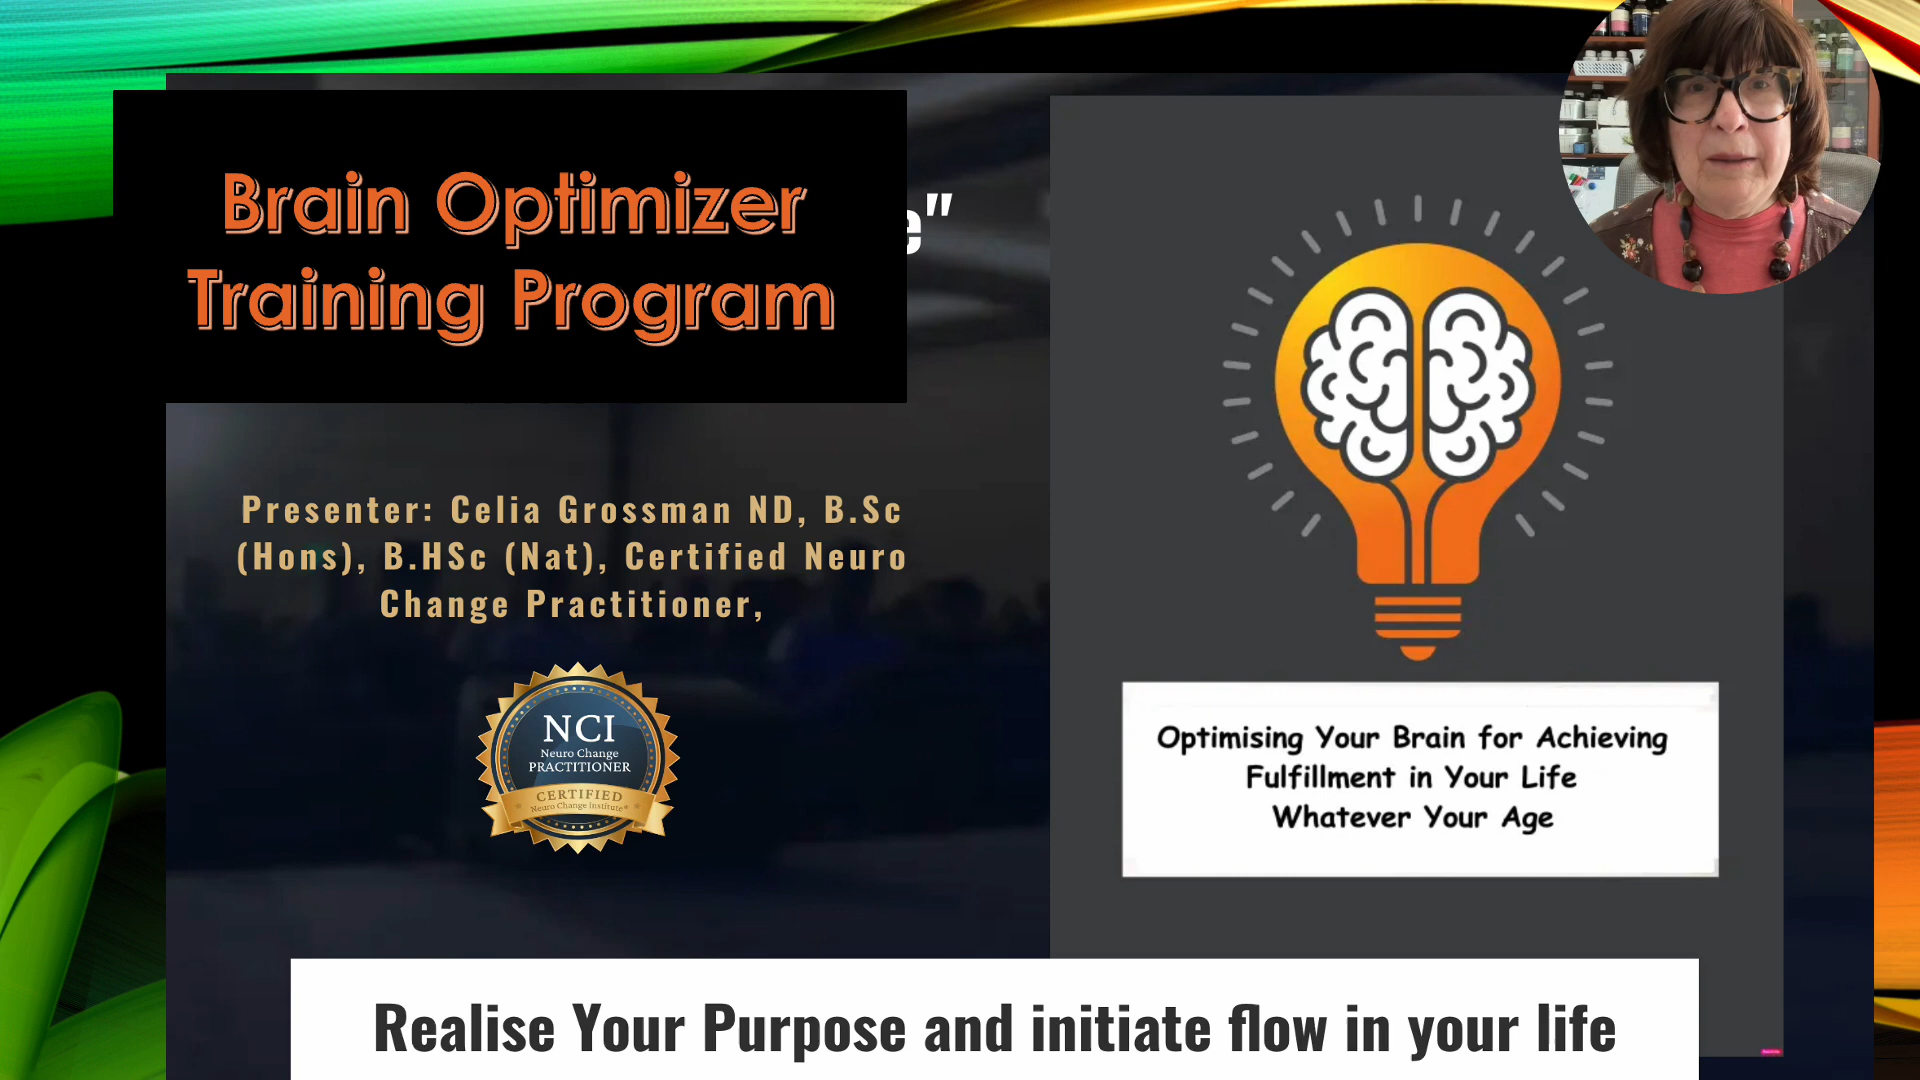 Brain Optimizer
Training Program
e"
Presenter: Celia Grossman ND, B.Sc
(Hons), B.HSc (Nat), Certified Neuro
Change Practitioner,
NCI
Neuro Change
PRACTITIONER
CERTIFIED
Neuro Change Institute
Optimising Your Brain for Achieving
Fulfillment in Your Life
Whatever Your Age
Realise Your Purpose and initiate flow in your life